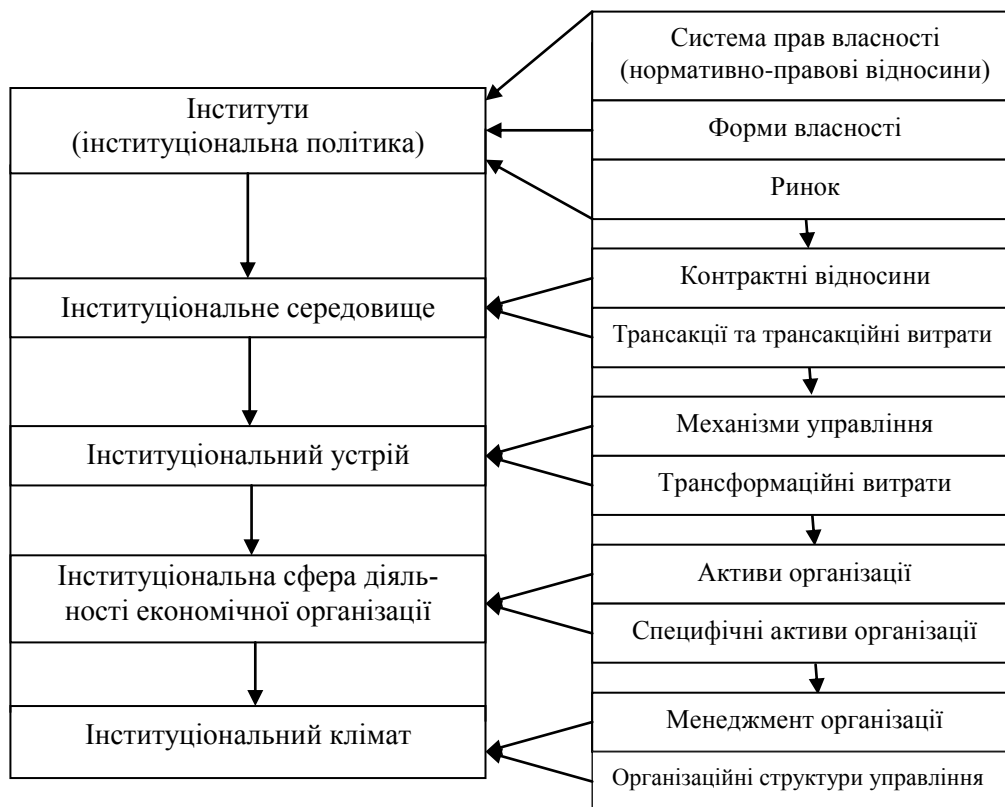 Інститути
(інституціональна політика)
Інституціональне середовище
Інституціональний устрій
Інституціональна сфера діяль-
ності економічної організації
Інституціональний клімат
Система прав власності
(нормативно-правові відносини)
Форми власності
Ринок
Контрактні відносини
Трансакції та трансакційні витрати
Механізми управління
Трансформаційні витрати
Активи організації
Специфічні активи організації
Менеджмент організації
Організаційні структури управління